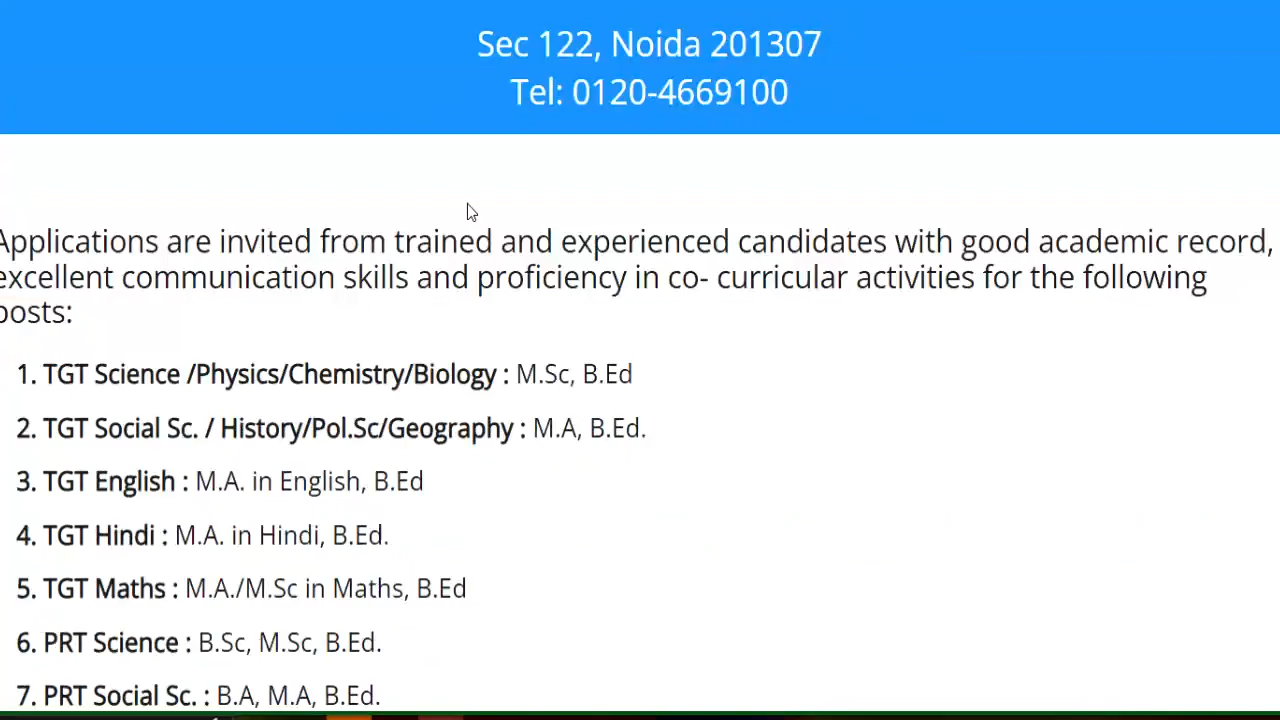 Sec 122, Noida 201307
Tel: 0120-4669100
Applications are invited from trained and experienced candidates with good academic record,
excellent communication skills and proficiency in co- curricular activities for the following
posts:
1. TGT Science /Physics/Chemistry/Biology : M.Sc, B.Ed
2. TGT Social Sc. / History/Pol.Sc/Geography : M.A, B.Ed.
3. TGT English : M.A. in English, B.Ed
4. TGT Hindi : M.A. in Hindi, B.Ed.
5. TGT Maths : M.A./M.Sc in Maths, B.Ed
6. PRT Science : B.Sc, M.Sc, B.Ed.
7. PRT Social Sc. : B.A, M.A, B.Ed.